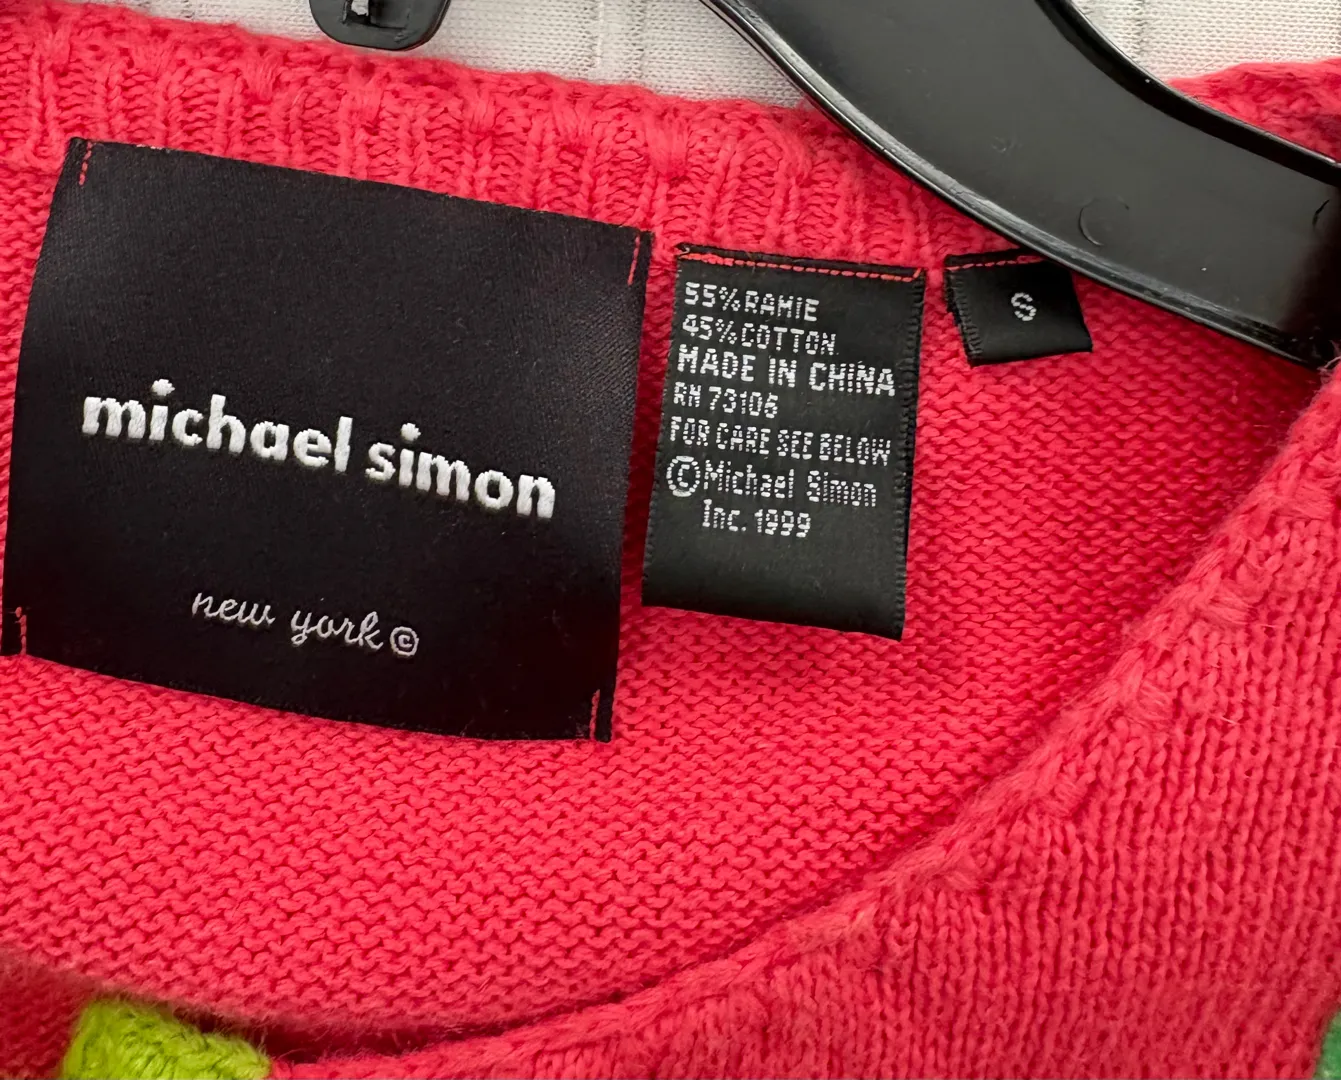 michael simon
new york©
55%RAMIE
45%COTTON
MADE IN CHINA
RN 73106
FOR CARE SEE BELOW
©Michael Simon
Inc. 1999
S